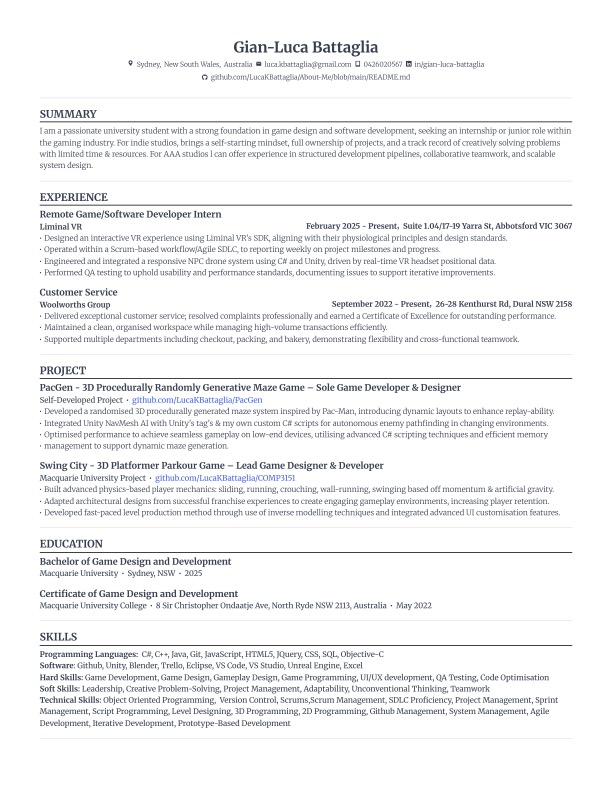 Gian-Luca Battaglia
Sydney, New South Wales, Australia luca.kbattaglia@gmail.com 0426020567 in/gian-luca-battaglia
github.com/LucaKBattaglia/About-Me/blob/main/README.md
SUMMARY
I am a passionate university student with a strong foundation in game design and software development, seeking an internship or junior role within
the gaming industry. For indie studios, brings a self-starting mindset, full ownership of projects, and a track record of creatively solving problems
with limited time & resources. For AAA studios I can offer experience in structured development pipelines, collaborative teamwork, and scalable
system design.
EXPERIENCE
Remote Game/Software Developer Intern
Liminal VR February 2025 - Present, Suite 1.04/17-19 Yarra St, Abbotsford VIC 3067
• Designed an interactive VR experience using Liminal VR's SDK, aligning with their physiological principles and design standards.
• Operated within a Scrum-based workflow/Agile SDLC, to reporting weekly on project milestones and progress.
• Engineered and integrated a responsive NPC drone system using C# and Unity, driven by real-time VR headset positional data.
• Performed QA testing to uphold usability and performance standards, documenting issues to support iterative improvements.
Customer Service
Woolworths Group September 2022 - Present, 26-28 Kenthurst Rd, Dural NSW 2158
• Delivered exceptional customer service; resolved complaints professionally and earned a Certificate of Excellence for outstanding performance.
• Maintained a clean, organised workspace while managing high-volume transactions efficiently.
• Supported multiple departments including checkout, packing, and bakery, demonstrating flexibility and cross-functional teamwork.
PROJECT
PacGen - 3D Procedurally Randomly Generative Maze Game – Sole Game Developer & Designer
Self-Developed Project • github.com/LucaKBattaglia/PacGen
• Developed a randomised 3D procedurally generated maze system inspired by Pac-Man, introducing dynamic layouts to enhance replay-ability.
• Integrated Unity NavMesh AI with Unity's tag's & my own custom C# scripts for autonomous enemy pathfinding in changing environments.
• Optimised performance to achieve seamless gameplay on low-end devices, utilising advanced C# scripting techniques and efficient memory
• management to support dynamic maze generation.
Swing City - 3D Platformer Parkour Game – Lead Game Designer & Developer
Macquarie University Project • github.com/LucaKBattaglia/COMP3151
• Built advanced physics-based player mechanics: sliding, running, crouching, wall-running, swinging based off momentum & artificial gravity.
• Adapted architectural designs from successful franchise experiences to create engaging gameplay environments, increasing player retention.
• Developed fast-paced level production method through use of inverse modelling techniques and integrated advanced UI customisation features.
EDUCATION
Bachelor of Game Design and Development
Macquarie University • Sydney, NSW • 2025
Certificate of Game Design and Development
Macquarie University College • 8 Sir Christopher Ondaatje Ave, North Ryde NSW 2113, Australia • May 2022
SKILLS
Programming Languages: C#, C++, Java, Git, JavaScript, HTML5, JQuery, CSS, SQL, Objective-C
Software: Github, Unity, Blender, Trello, Eclipse, VS Code, VS Studio, Unreal Engine, Excel
Hard Skills: Game Development, Game Design, Gameplay Design, Game Programming, UI/UX development, QA Testing, Code Optimisation
Soft Skills: Leadership, Creative Problem-Solving, Project Management, Adaptability, Unconventional Thinking, Teamwork
Technical Skills: Object Oriented Programming, Version Control, Scrums,Scrum Management, SDLC Proficiency, Project Management, Sprint
Management, Script Programming, Level Designing, 3D Programming, 2D Programming, Github Management, System Management, Agile
Development, Iterative Development, Prototype-Based Development